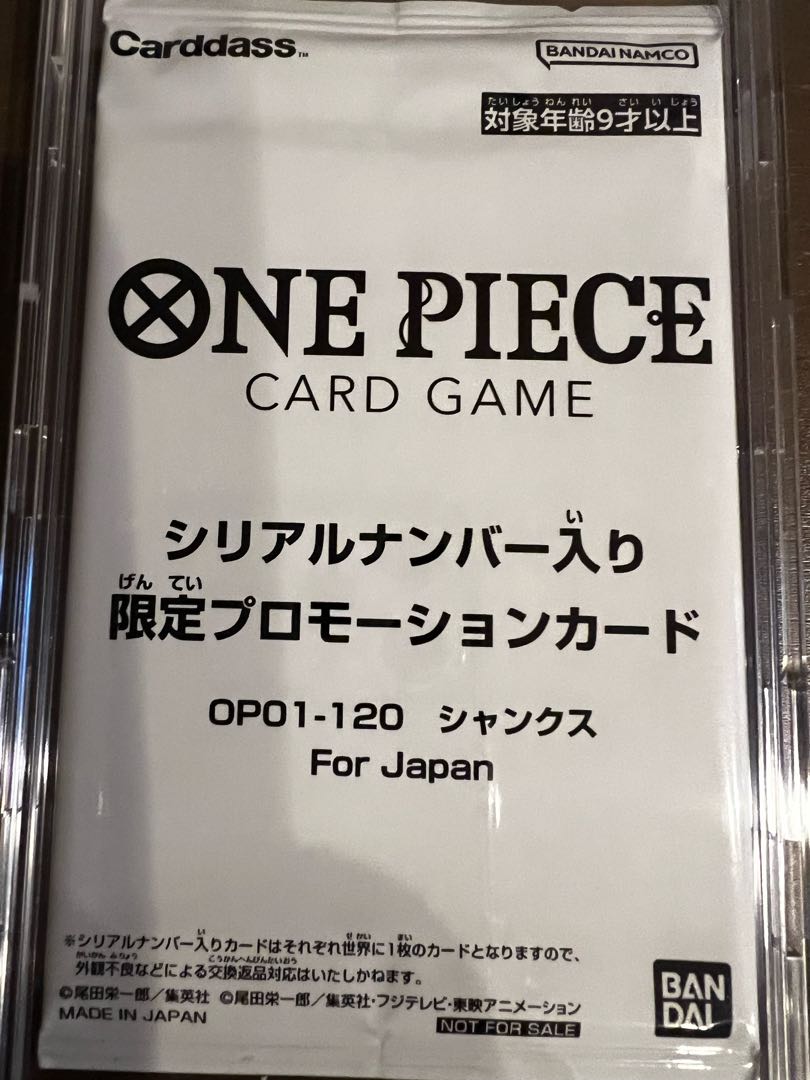 Carddass™
BANDAI NAMCO
たいしょうねんれい さいいじょう
対象年齢9才以上
ONE PIECE
CARD GAME
い
シリアルナンバー入り
げんてい
限定プロモーションカード
OP01-120 シャンクス
For Japan
い せかい まい
※シリアルナンバー入りカードはそれぞれ世界に1枚のカードとなりますので、
がいかんふりょう こうかんへんぴんたいおう
外観不良などによる交換返品対応はいたしかねます。
©尾田栄一郎／集英社 ©尾田栄一郎／集英社・フジテレビ・東映アニメーション
MADE IN JAPAN
NOT FOR SALE
BAN
DAI